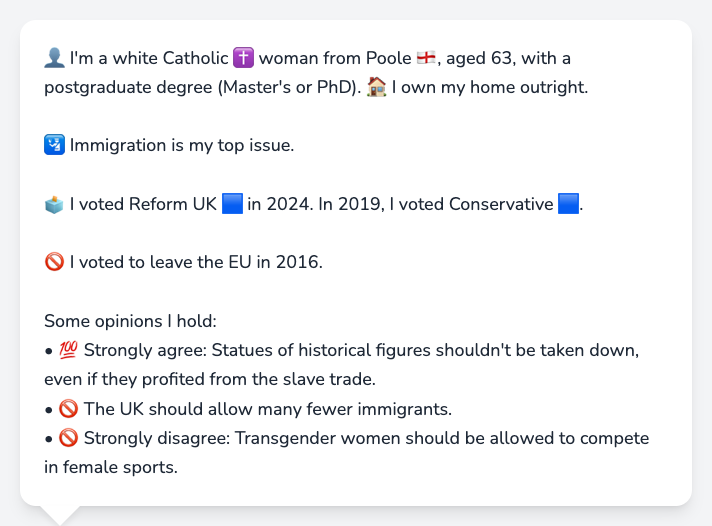 👤 I'm a white Catholic ✝️ woman from Poole 🏴󠁧󠁢󠁥󠁮󠁧󠁿, aged 63, with a
postgraduate degree (Master's or PhD). 🏠 I own my home outright.
🛂 Immigration is my top issue.
🗳️ I voted Reform UK 🟦 in 2024. In 2019, I voted Conservative 🟦.
🚫 I voted to leave the EU in 2016.
Some opinions I hold:
• 💯 Strongly agree: Statues of historical figures shouldn't be taken down,
even if they profited from the slave trade.
• 🚫 The UK should allow many fewer immigrants.
• 🚫 Strongly disagree: Transgender women should be allowed to compete
in female sports.